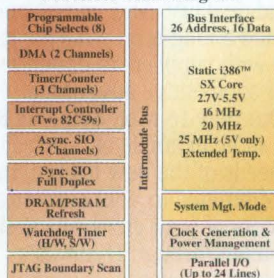 Programmable
Chip Selects (8)
DMA (2 Channels)
Timer/Counter
(3 Channels)
Interrupt Controller
(Two 82C59s)
Async. SIO
(2 Channels)
Sync. SIO
Full Duplex
DRAM/PSRAM
Refresh
Watchdog Timer
(H/W, S/W)
JTAG Boundary Scan
Intermodule Bus
Bus Interface
26 Address, 16 Data
Static i386™
SX Core
2.7V-5.5V
16 MHz
20 MHz
25 MHz (5V only)
Extended Temp.
System Mgt. Mode
Clock Generation &
Power Management
Parallel I/O
(Up to 24 Lines)